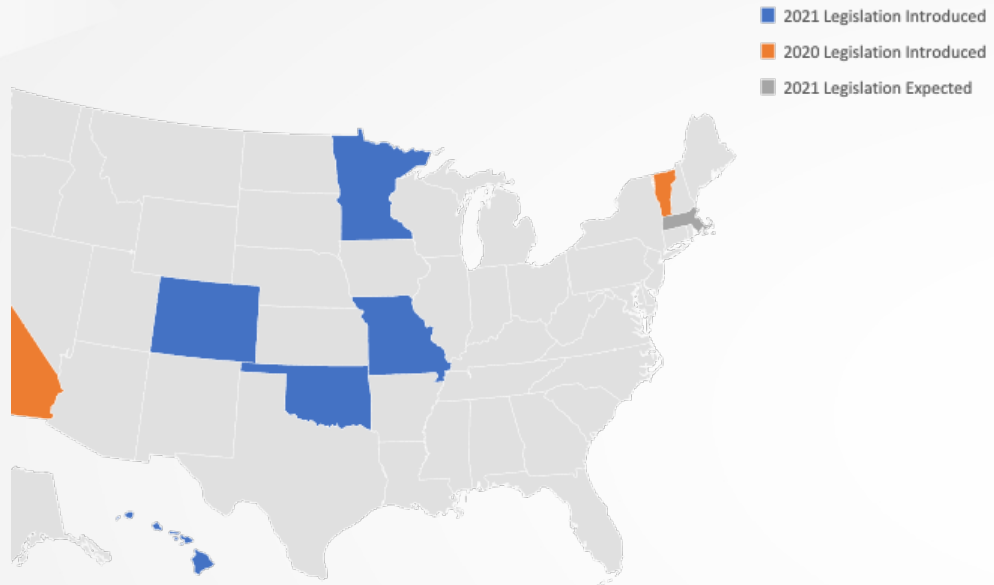 2021 Legislation Introduced
2020 Legislation Introduced
2021 Legislation Expected